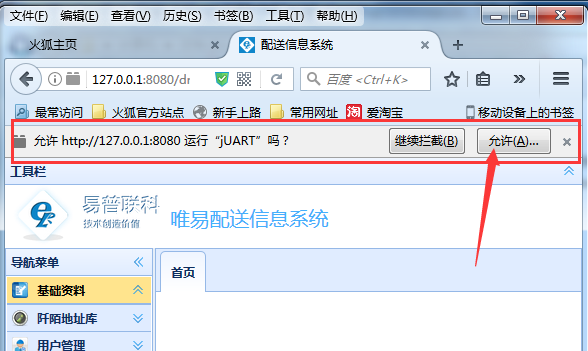 文件(F) 编辑(E) 查看(V) 历史(S) 书签(B) 工具(T) 帮助(H)
火狐主页 配送信息系统
127.0.0.1:8080/dr 百度 <Ctrl+K>
最常访问 火狐官方站点 新手上路 常用网址 淘 爱淘宝 移动设备上的书签
允许 http://127.0.0.1:8080 运行“jUART”吗？ 继续拦截(B) 允许(A)...
工具栏
易普联科
技术创造价值
唯易配送信息系统
导航菜单
首页
基础资料
阡陌地址库
用户管理